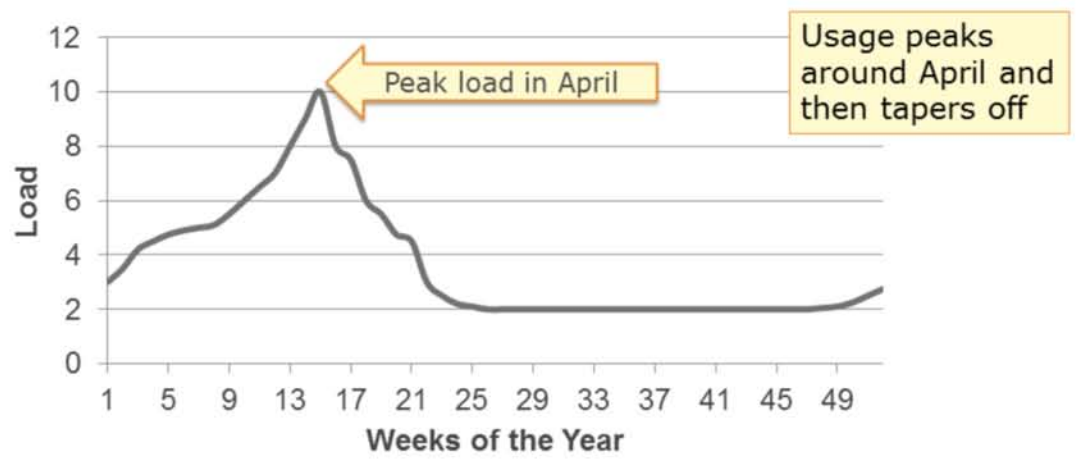 12
10
8
6
4
2
0
Load
Peak load in April
Usage peaks
around April and
then tapers off
1 5 9 13 17 21 25 29 33 37 41 45 49
Weeks of the Year